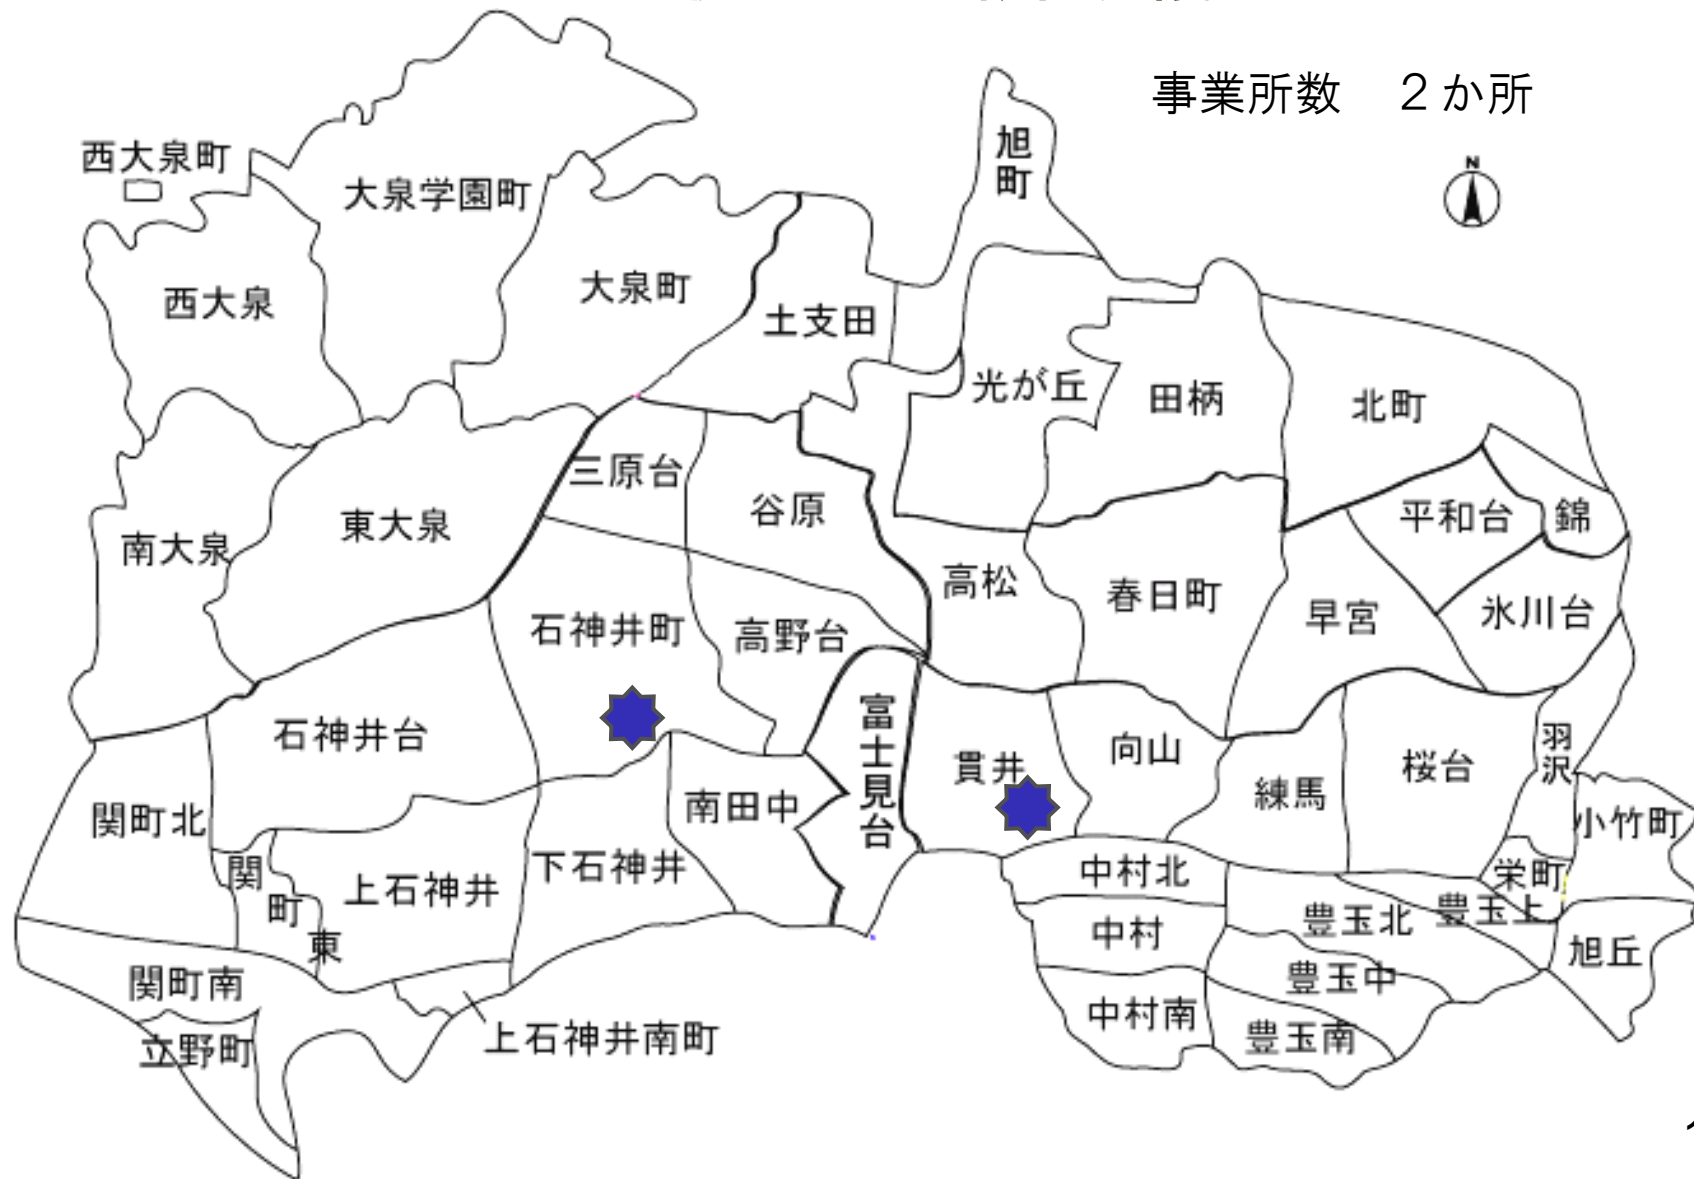 事業所数　２か所
N
旭町
西大泉町
大泉学園町
大泉町
西大泉
土支田
光が丘
田柄
北町
三原台
谷原
平和台
錦
東大泉
南大泉
高松
春日町
早宮
氷川台
石神井町
高野台
富士見台
石神井台
貫井
向山
練馬
桜台
羽沢
関町北
南田中
小竹町
関町東
上石神井
下石神井
中村北
栄町
豊玉上
豊玉北
中村
旭丘
関町南
豊玉中
中村南
豊玉南
立野町
上石神井南町